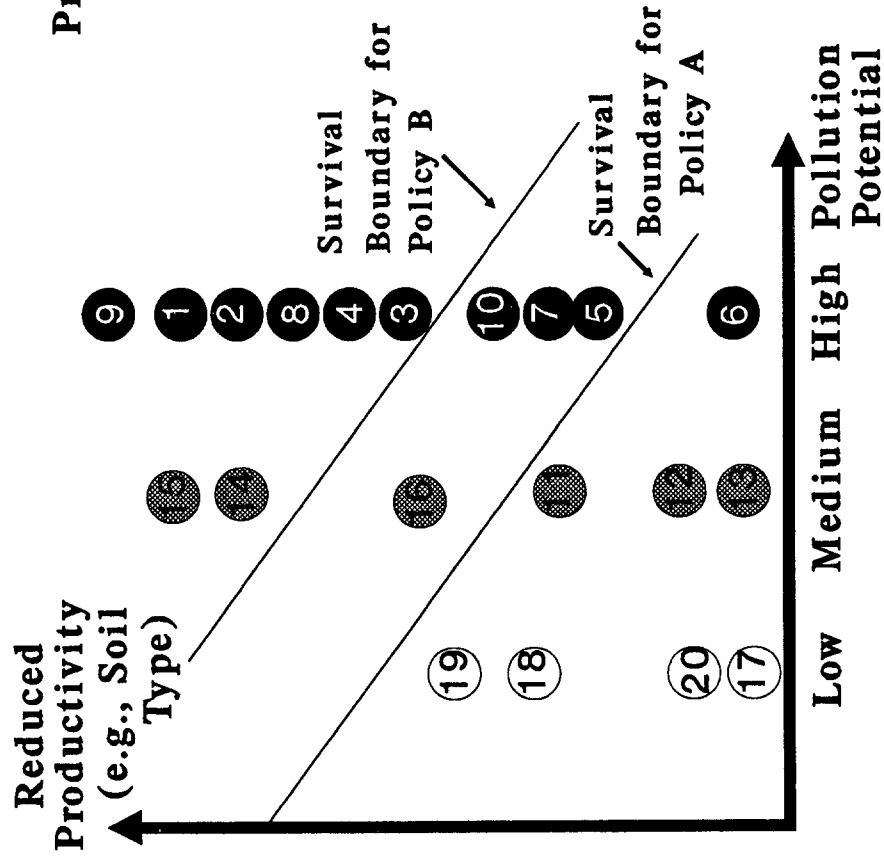 Pr
Reduced
Productivity
(e.g., Soil
Type)
Survival
Boundary for
Policy B
Survival
Boundary for
Policy A
9
1
2
8
4
3
10
7
5
6
15
14
16
11
12
13
19
18
20
17
Low Medium High Pollution
Potential